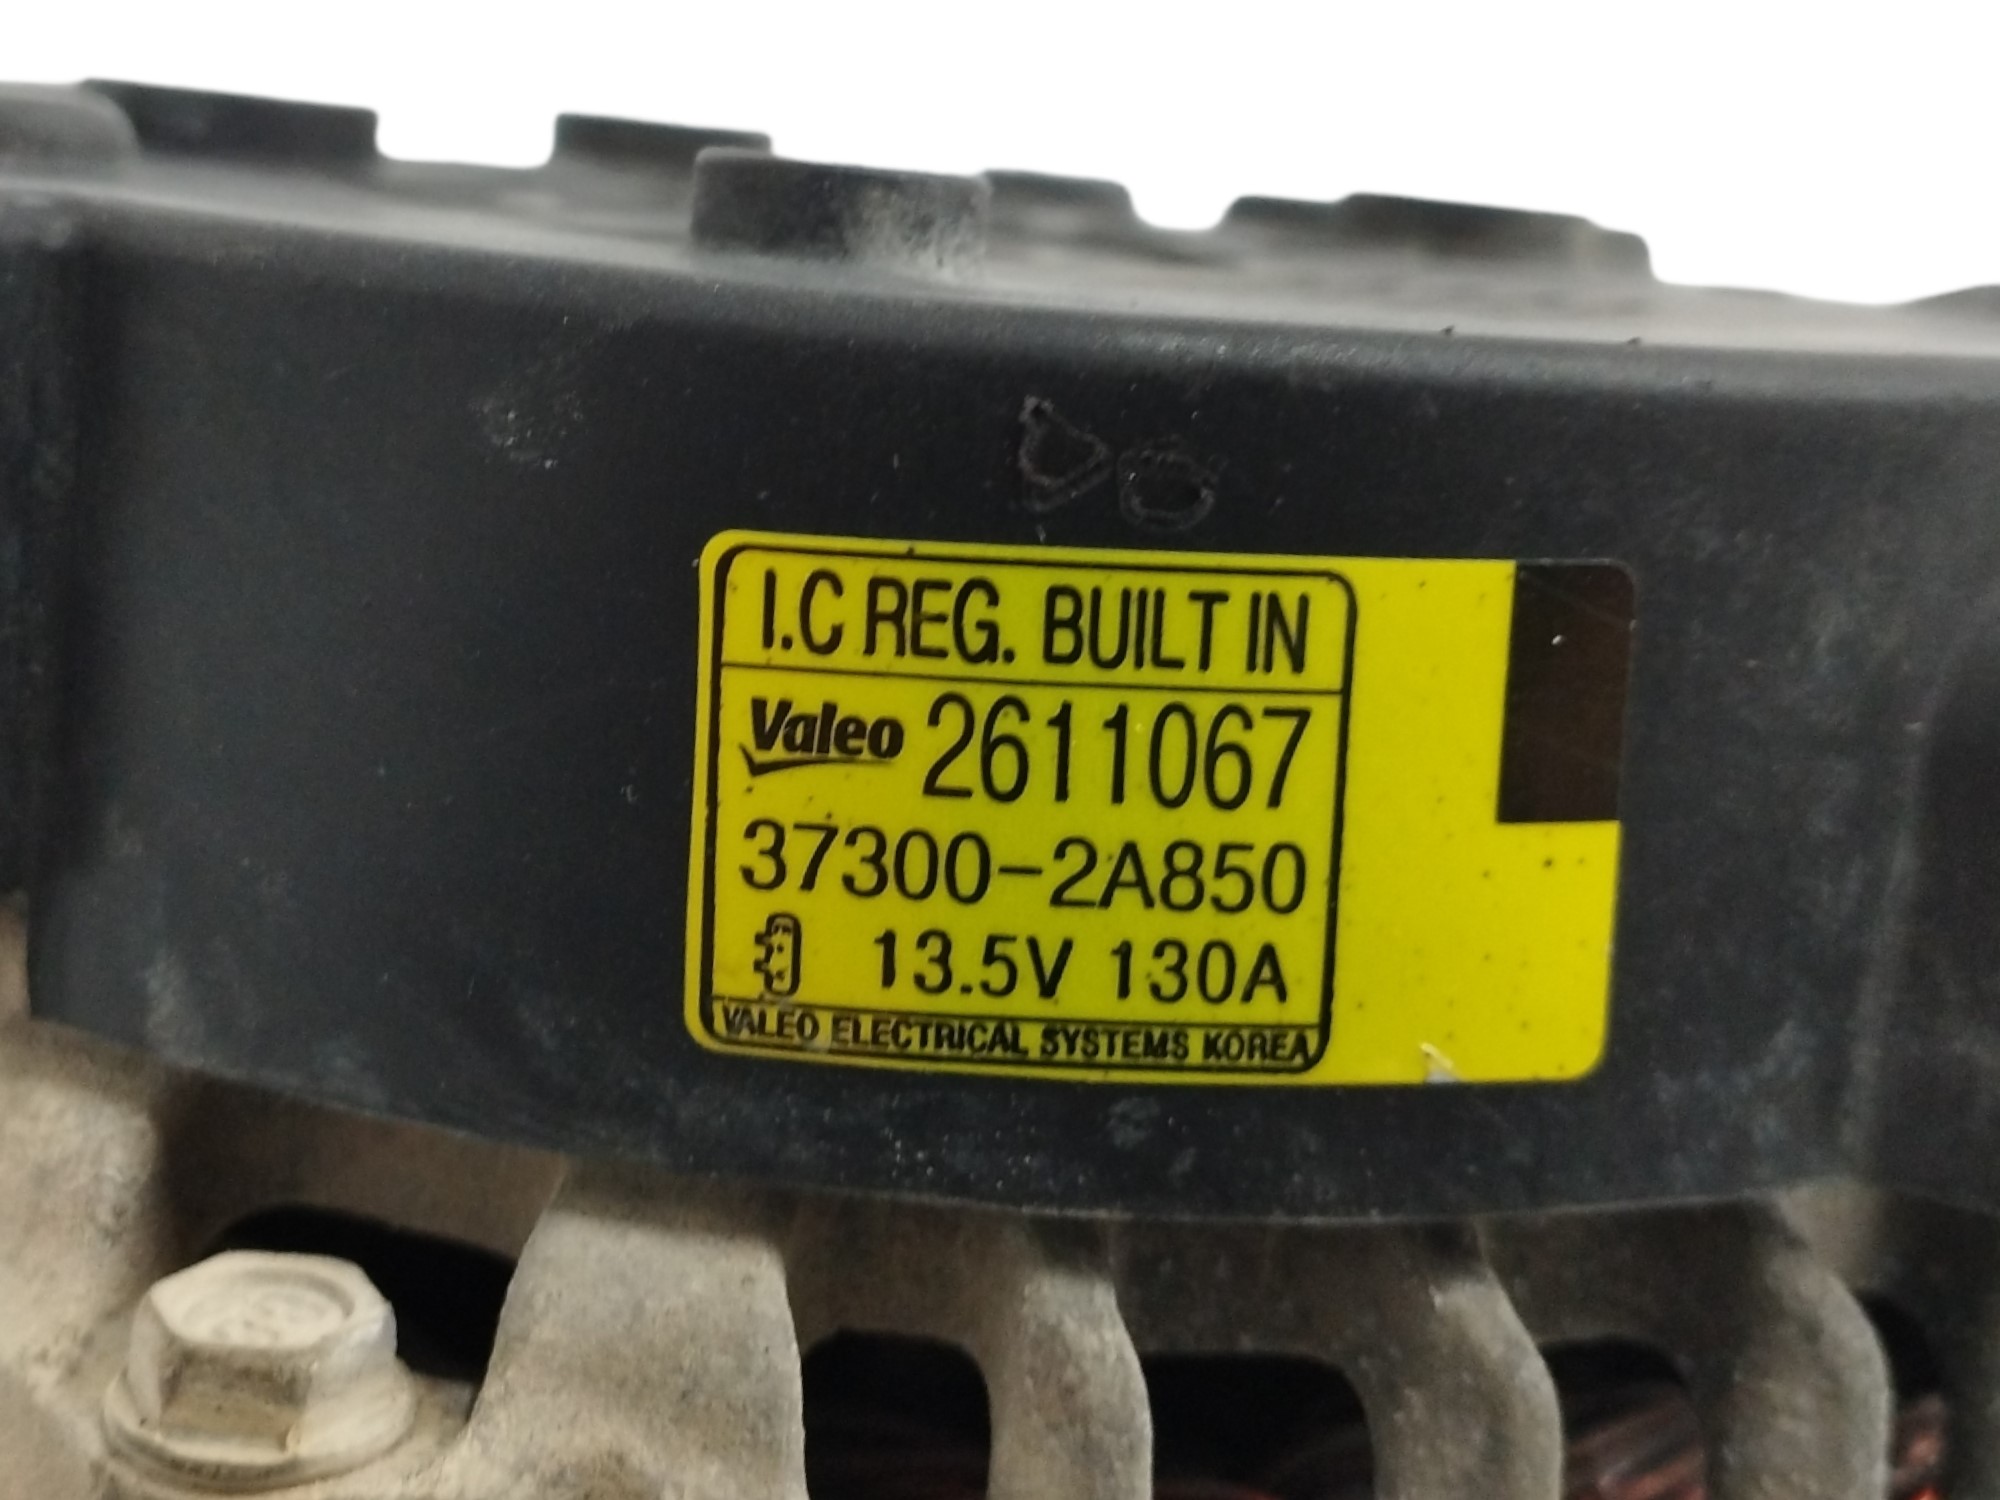 I.C REG. BUILT IN
Valeo 2611067
37300-2A850
13.5V 130A
VALEO ELECTRICAL SYSTEMS KOREA